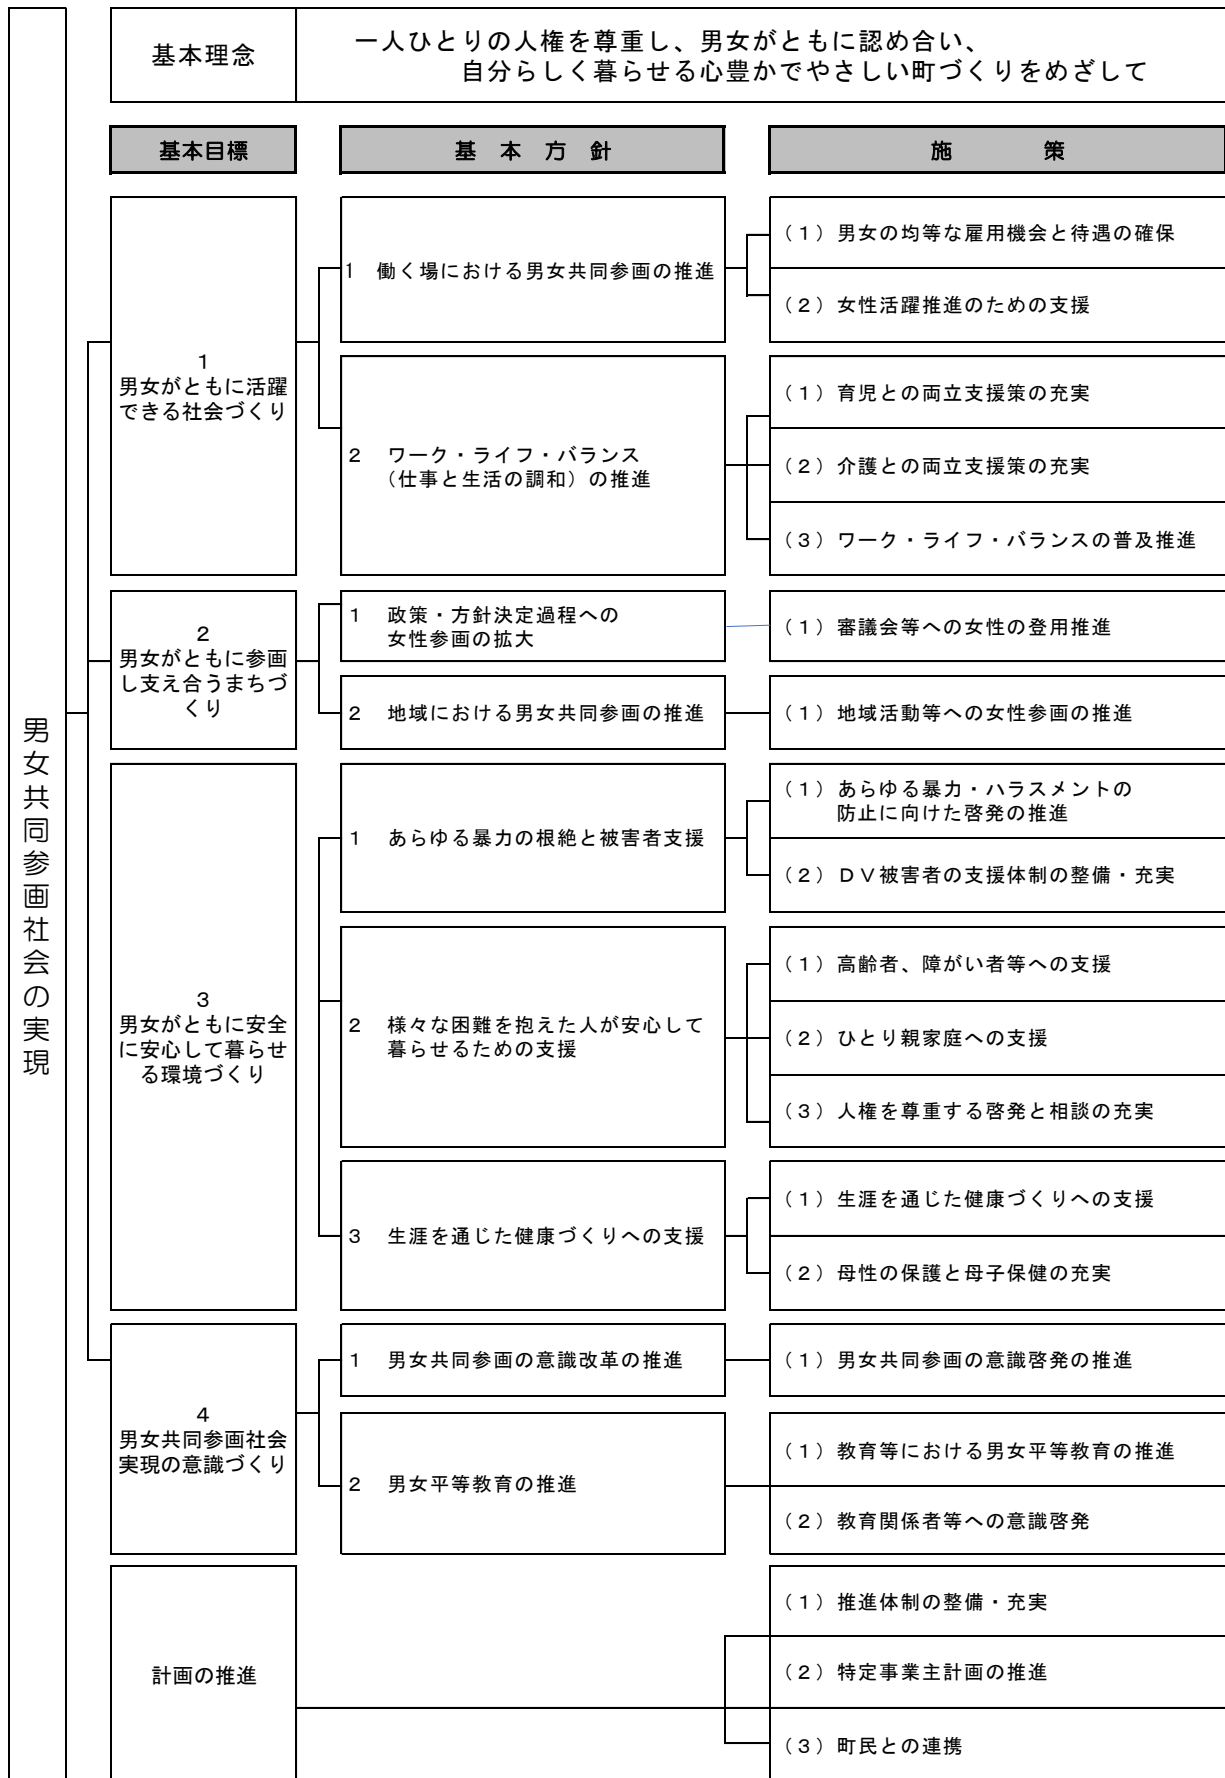 男女共同参画社会の実現
基本理念
一人ひとりの人権を尊重し、男女がともに認め合い、
自分らしく暮らせる心豊かでやさしい町づくりをめざして
基本目標
基　本　方　針
施　　　策
1
男女がともに活躍
できる社会づくり
1　働く場における男女共同参画の推進
（1）男女の均等な雇用機会と待遇の確保
（2）女性活躍推進のための支援
2　ワーク・ライフ・バランス
（仕事と生活の調和）の推進
（1）育児との両立支援策の充実
（2）介護との両立支援策の充実
（3）ワーク・ライフ・バランスの普及推進
2
男女がともに参画
し支え合うまちづ
くり
1　政策・方針決定過程への
女性参画の拡大
（1）審議会等への女性の登用推進
2　地域における男女共同参画の推進
（1）地域活動等への女性参画の推進
3
男女がともに安全
に安心して暮らせ
る環境づくり
1　あらゆる暴力の根絶と被害者支援
（1）あらゆる暴力・ハラスメントの
防止に向けた啓発の推進
（2）ＤＶ被害者の支援体制の整備・充実
2　様々な困難を抱えた人が安心して
暮らせるための支援
（1）高齢者、障がい者等への支援
（2）ひとり親家庭への支援
（3）人権を尊重する啓発と相談の充実
3　生涯を通じた健康づくりへの支援
（1）生涯を通じた健康づくりへの支援
（2）母性の保護と母子保健の充実
4
男女共同参画社会
実現の意識づくり
1　男女共同参画の意識改革の推進
（1）男女共同参画の意識啓発の推進
2　男女平等教育の推進
（1）教育等における男女平等教育の推進
（2）教育関係者等への意識啓発
計画の推進
（1）推進体制の整備・充実
（2）特定事業主計画の推進
（3）町民との連携